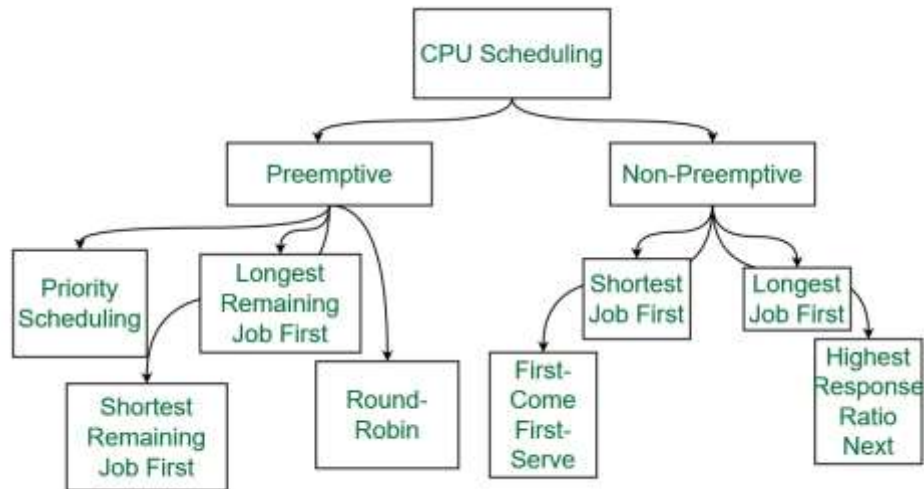 CPU Scheduling
Preemptive
Non-Preemptive
Priority
Scheduling
Longest
Remaining
Job First
Shortest
Job First
Longest
Job First
Shortest
Remaining
Job First
Round-
Robin
First-
Come
First-
Serve
Highest
Response
Ratio
Next